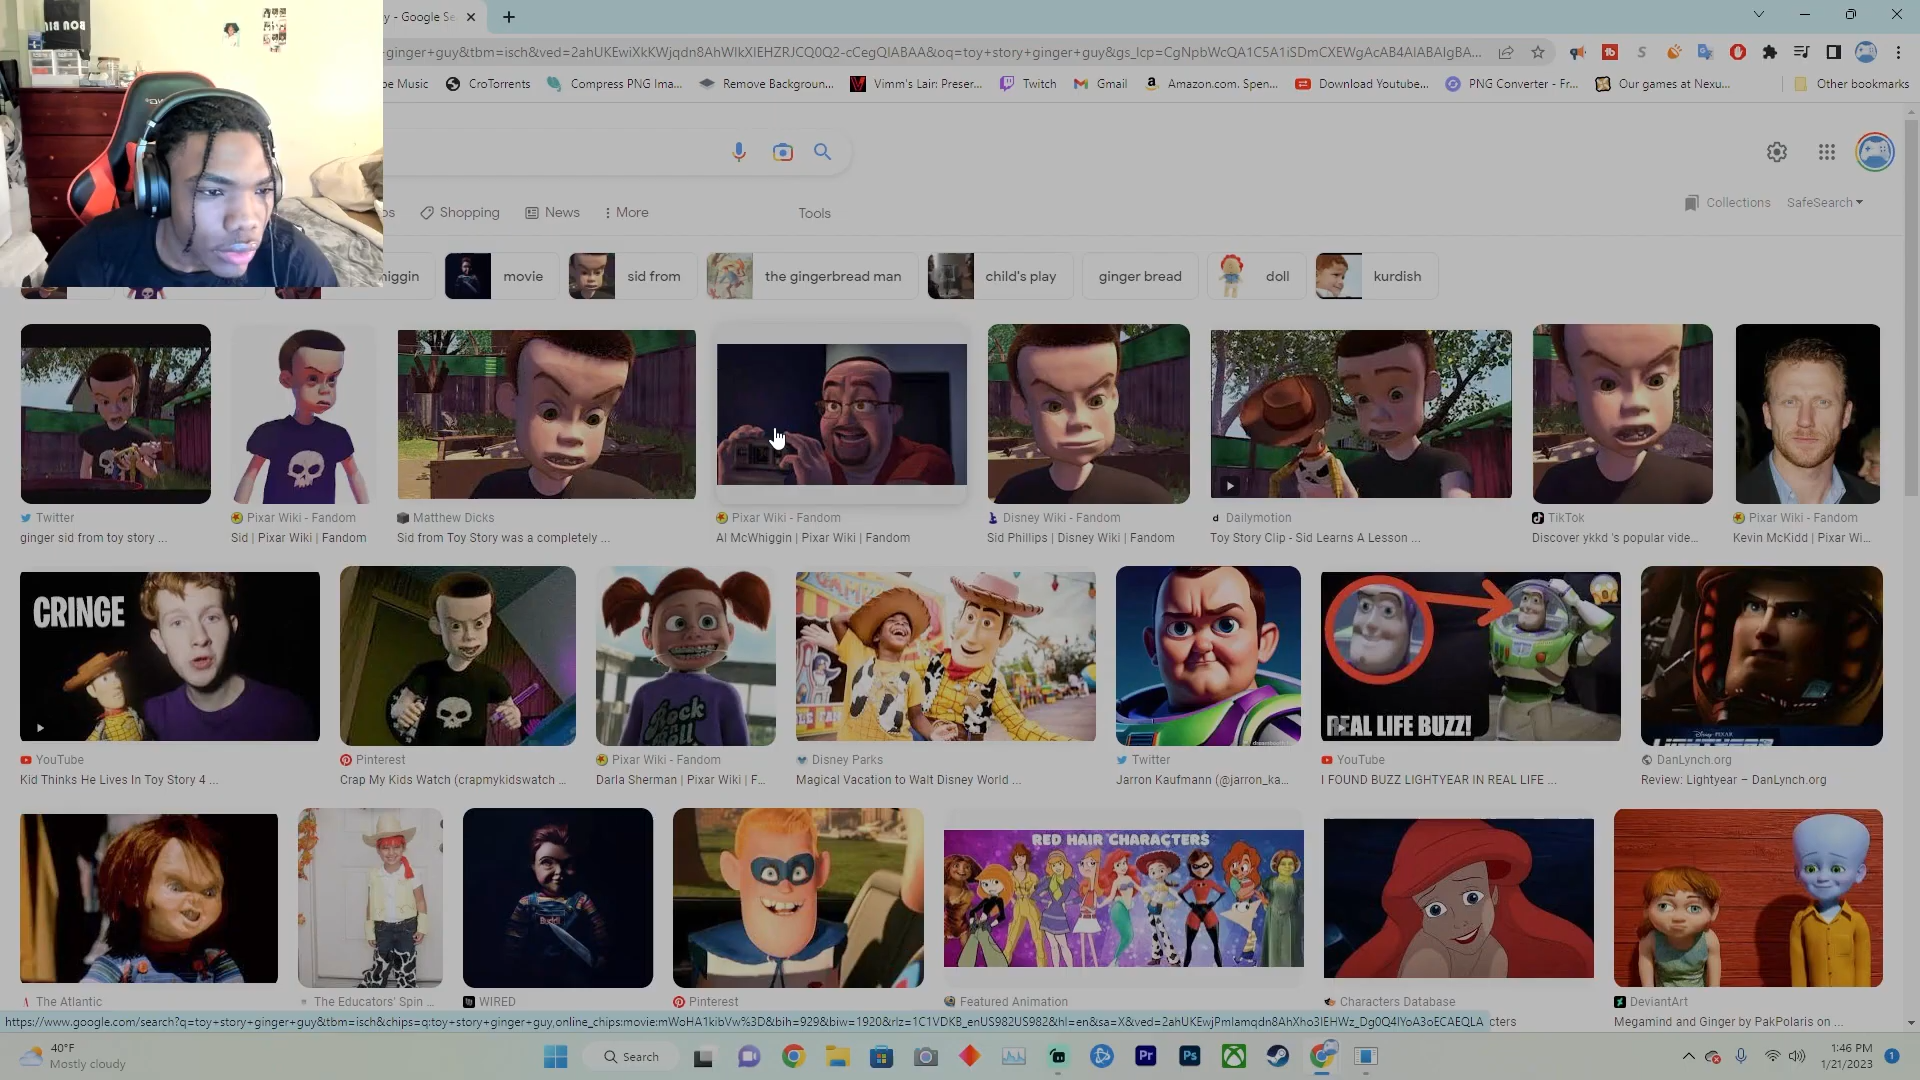 y - Google Se
ginger+guy&tbm=isch&ved=2ahUKEwiXkKWjqdn8AhWlkXIEHZRJCQ0Q2-cCegQIABAA&oq=toy+story+ginger+guy&gs_lcp=CgNpbWcQA1C5A1iSDmCXEWgAcAB4AIABAIgBA...
be Music
CroTorrents
Compress PNG Ima...
Remove Backgroun...
Vimm's Lair: Preser...
Twitch
Gmail
Amazon.com. Spen...
Download Youtube...
PNG Converter - Fr...
Our games at Nexu...
Other bookmarks
Shopping
News
More
Tools
Collections
SafeSearch
higgin
movie
sid from
the gingerbread man
child's play
ginger bread
doll
kurdish
Twitter
ginger sid from toy story ...
Pixar Wiki - Fandom
Sid | Pixar Wiki | Fandom
Matthew Dicks
Sid from Toy Story was a completely ...
Pixar Wiki - Fandom
Al McWhiggin | Pixar Wiki | Fandom
Disney Wiki - Fandom
Sid Phillips | Disney Wiki | Fandom
Dailymotion
Toy Story Clip - Sid Learns A Lesson ...
TikTok
Discover ykkd 's popular vide...
Pixar Wiki - Fandom
Kevin McKidd | Pixar Wi...
CRINGE
Rock
Roll
REAL LIFE BUZZ!
DISNEY PIXAR
LIGHTYEAR
YouTube
Kid Thinks He Lives In Toy Story 4 ...
Pinterest
Crap My Kids Watch (crapmykidswatch ...
Pixar Wiki - Fandom
Darla Sherman | Pixar Wiki | F...
Disney Parks
Magical Vacation to Walt Disney World ...
Twitter
Jarron Kaufmann (@jarron_ka...
YouTube
I FOUND BUZZ LIGHTYEAR IN REAL LIFE ...
DanLynch.org
Review: Lightyear – DanLynch.org
RED HAIR CHARACTERS
Buddi
The Atlantic
The Educators' Spin ...
WIRED
Pinterest
Featured Animation
Characters Database
DeviantArt
https://www.google.com/search?q=toy+story+ginger+guy&tbm=isch&chips=q:toy+story+ginger+guy,online_chips:movie:mWoHA1kibVw%3D&bih=929&biw=1920&rlz=1C1VDKB_enUS982US982&hl=en&sa=X&ved=2ahUKEwjPmIamqdn8AhXho3IEHWz_Dg0Q4lYoA3oECAEQLA
cters
Megamind and Ginger by PakPolaris on ...
40°F
Mostly cloudy
Search
1:46 PM
1/21/2023
1